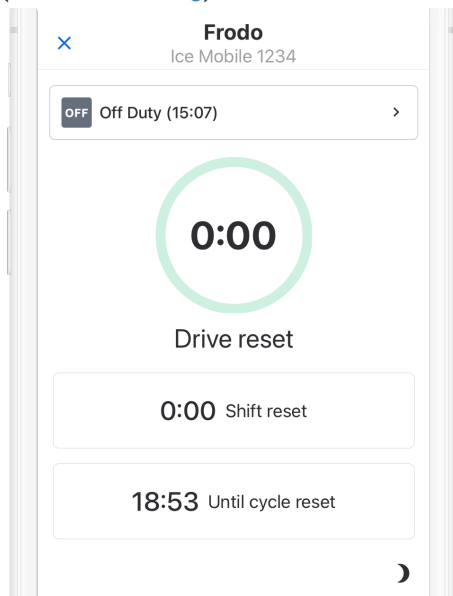 Frodo
Ice Mobile 1234
OFF Off Duty (15:07)
0:00
Drive reset
0:00 Shift reset
18:53 Until cycle reset